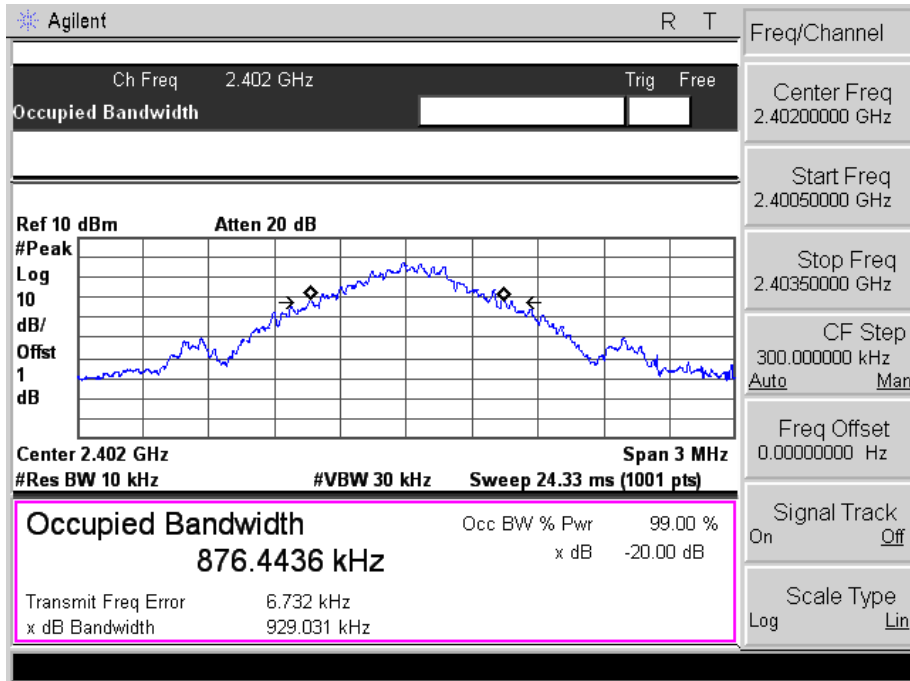 Agilent R T
Freq/Channel
Ch Freq 2.402 GHz Trig Free
Occupied Bandwidth
Center Freq
2.40200000 GHz
Start Freq
2.40050000 GHz
Stop Freq
2.40350000 GHz
CF Step
300.000000 kHz
Auto Man
Freq Offset
0.00000000 Hz
Signal Track
On Off
Scale Type
Log Lin
Ref 10 dBm Atten 20 dB
#Peak
Log
10
dB/
Offst
1
dB
Center 2.402 GHz Span 3 MHz
#Res BW 10 kHz #VBW 30 kHz Sweep 24.33 ms (1001 pts)
Occupied Bandwidth
876.4436 kHz
Occ BW % Pwr 99.00 %
x dB -20.00 dB
Transmit Freq Error 6.732 kHz
x dB Bandwidth 929.031 kHz